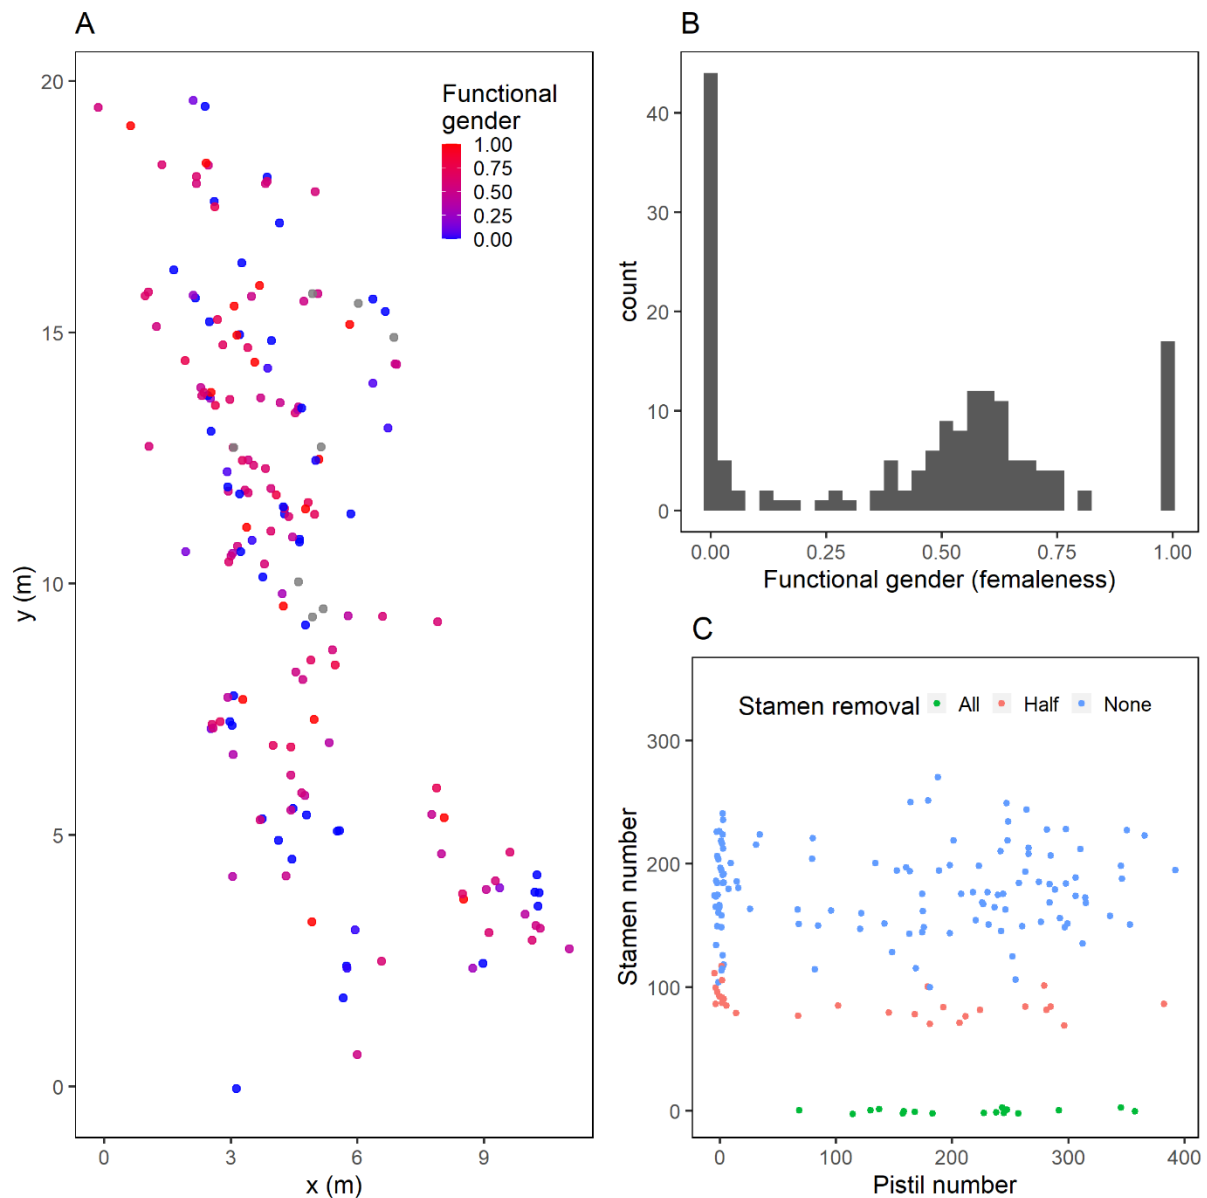 A
Functional
gender
1.00
0.75
0.50
0.25
0.00
20
15
10
5
0
y (m)
0 3 6 9
x (m)
B
40
30
20
10
0
count
0.00 0.25 0.50 0.75 1.00
Functional gender (femaleness)
C
Stamen removal All Half None
300
200
100
0
Stamen number
0 100 200 300 400
Pistil number